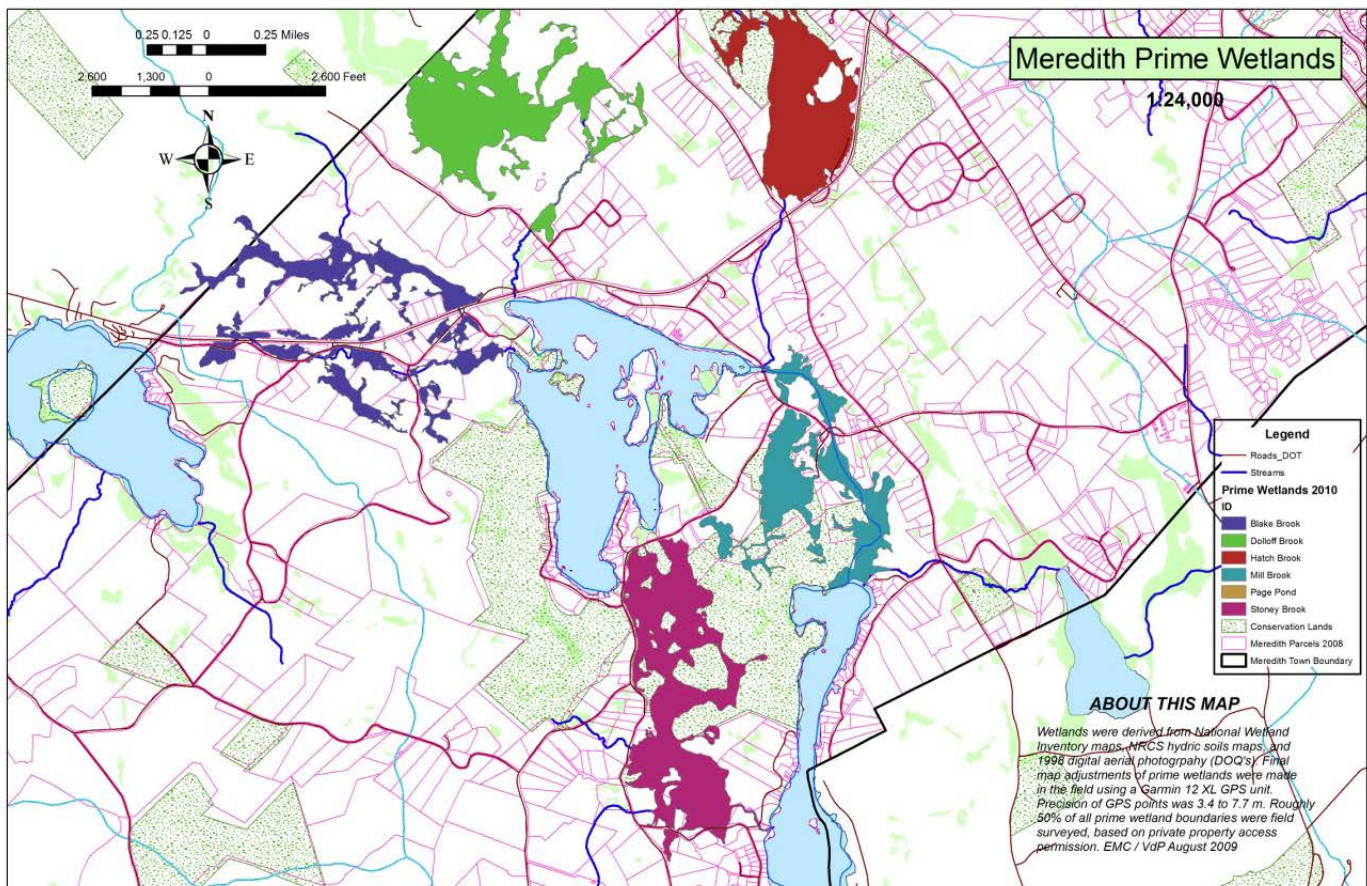 0.25 0.125 0 0.25 Miles
2,600 1,300 0 2,600 Feet
N
W E
S
Meredith Prime Wetlands
1:24,000
Legend
Roads_DOT
Streams
Prime Wetlands 2010
ID
Blake Brook
Dolloff Brook
Hatch Brook
Mill Brook
Page Pond
Stoney Brook
Conservation Lands
Meredith Parcels 2008
Meredith Town Boundary
ABOUT THIS MAP
Wetlands were derived from National Wetland
Inventory maps, NRCS hydric soils maps, and
1998 digital aerial photogrpahy (DOQ's). Final
map adjustments of prime wetlands were made
in the field using a Garmin 12 XL GPS unit.
Precision of GPS points was 3.4 to 7.7 m. Roughly
50% of all prime wetland boundaries were field
surveyed, based on private property access
permission. EMC / VdP August 2009